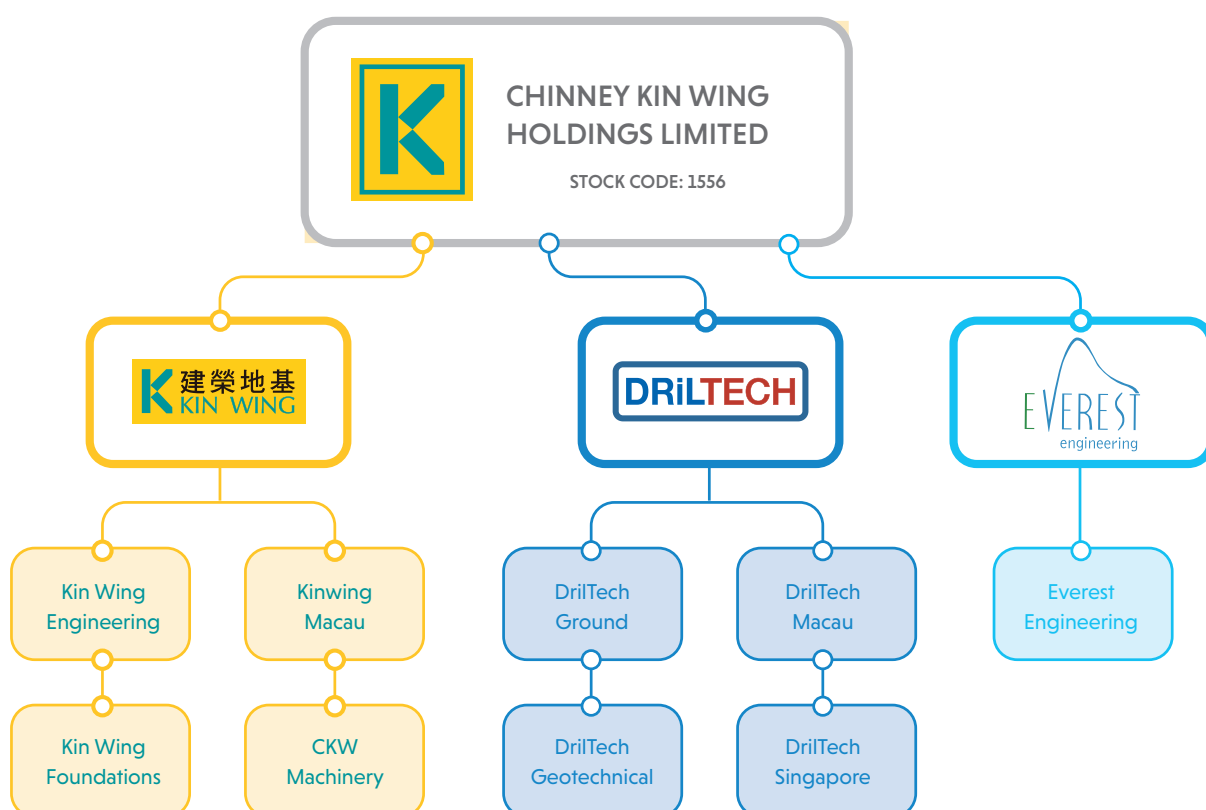 K
CHINNEY KIN WING
HOLDINGS LIMITED
STOCK CODE: 1556
K 建榮地基
KIN WING
DRiLTECH
EVEREST
engineering
Kin Wing
Engineering
Kinwing
Macau
DrilTech
Ground
DrilTech
Macau
Everest
Engineering
Kin Wing
Foundations
CKW
Machinery
DrilTech
Geotechnical
DrilTech
Singapore